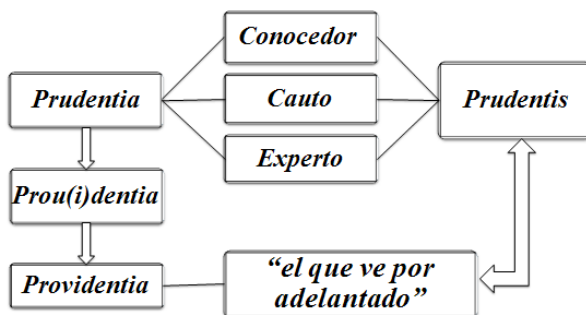 Conocedor
Prudentia
Cauto
Prudentis
Experto
Prou(i)dentia
Providentia
“el que ve por
adelantado”